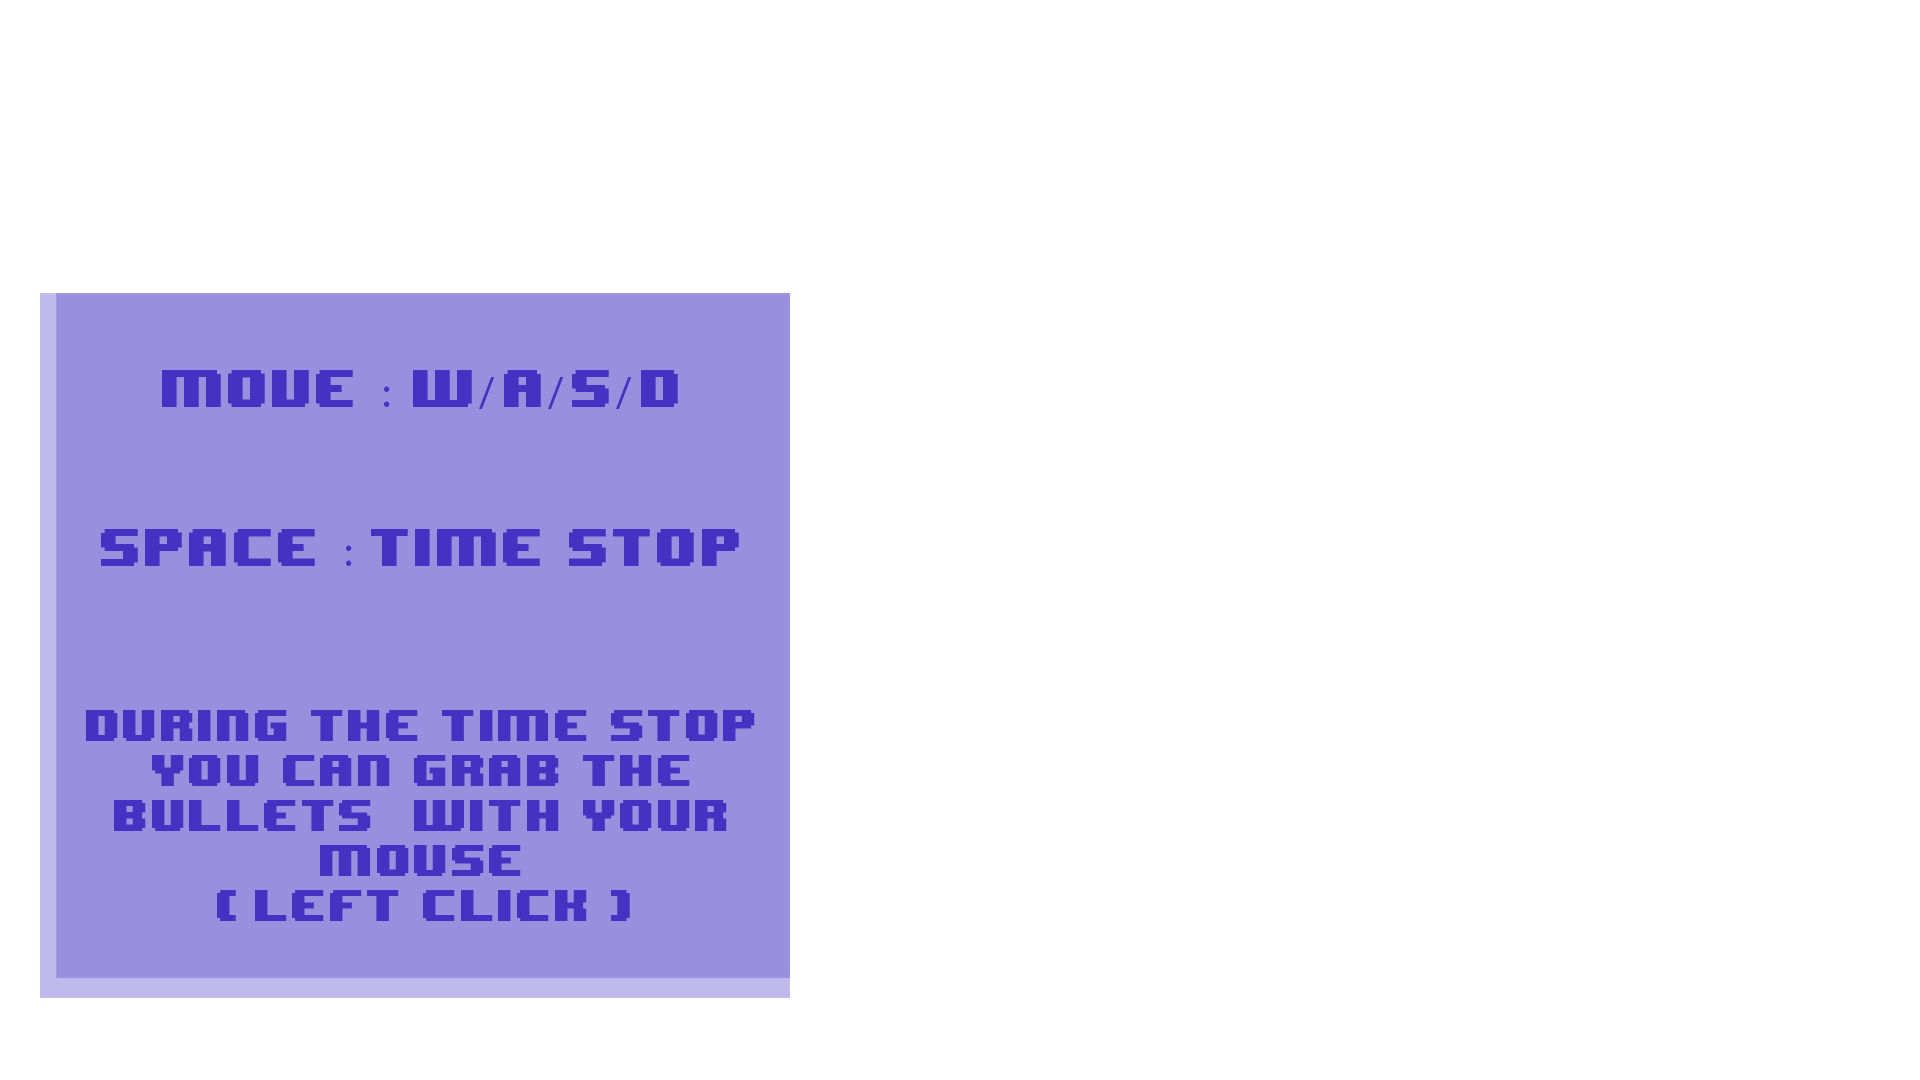 MOVE : W/A/S/D
SPACE : TIME STOP
DURING THE TIME STOP
YOU CAN GRAB THE
BULLETS  WITH YOUR
MOUSE
( LEFT CLICK )